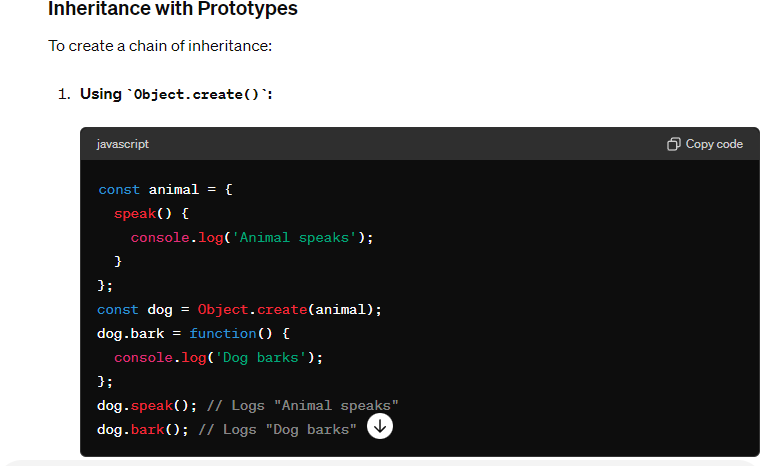 Inheritance with Prototypes
To create a chain of inheritance:
1. Using `Object.create()`:
javascript
Copy code
const animal = {
  speak() {
    console.log('Animal speaks');
  }
};
const dog = Object.create(animal);
dog.bark = function() {
  console.log('Dog barks');
};
dog.speak(); // Logs "Animal speaks"
dog.bark(); // Logs "Dog barks"